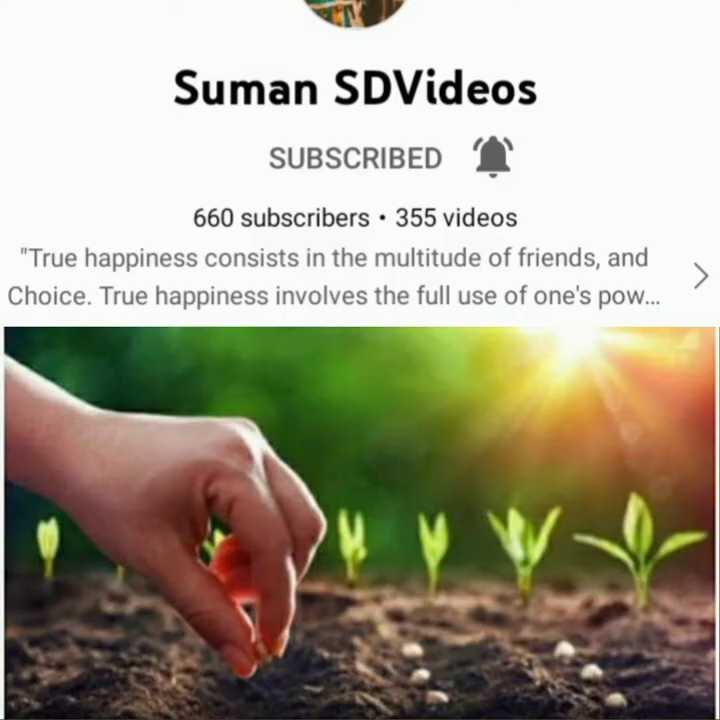 Suman SDVideos
SUBSCRIBED
660 subscribers • 355 videos
"True happiness consists in the multitude of friends, and
Choice. True happiness involves the full use of one's pow...